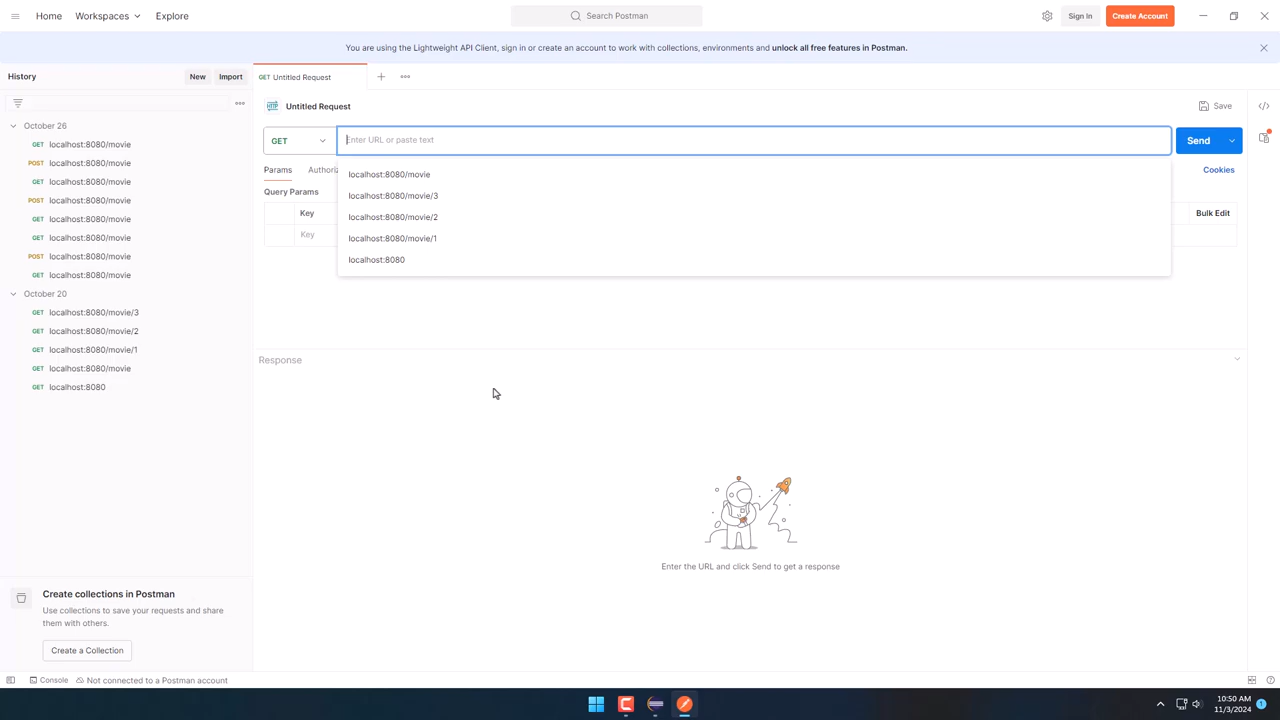 Home Workspaces Explore Search Postman Sign In Create Account
You are using the Lightweight API Client, sign in or create an account to work with collections, environments and unlock all free features in Postman.
History New Import
GET Untitled Request
HTTP Untitled Request Save
GET Enter URL or paste text Send
Params Authoriz Cookies
Query Params
Key Bulk Edit
Key
localhost:8080/movie
localhost:8080/movie/3
localhost:8080/movie/2
localhost:8080/movie/1
localhost:8080
October 26
GET localhost:8080/movie
POST localhost:8080/movie
GET localhost:8080/movie
POST localhost:8080/movie
GET localhost:8080/movie
GET localhost:8080/movie
POST localhost:8080/movie
GET localhost:8080/movie
October 20
GET localhost:8080/movie/3
GET localhost:8080/movie/2
GET localhost:8080/movie/1
GET localhost:8080/movie
GET localhost:8080
Response
Enter the URL and click Send to get a response
Create collections in Postman
Use collections to save your requests and share
them with others.
Create a Collection
Console Not connected to a Postman account
10:50 AM
11/3/2024
1